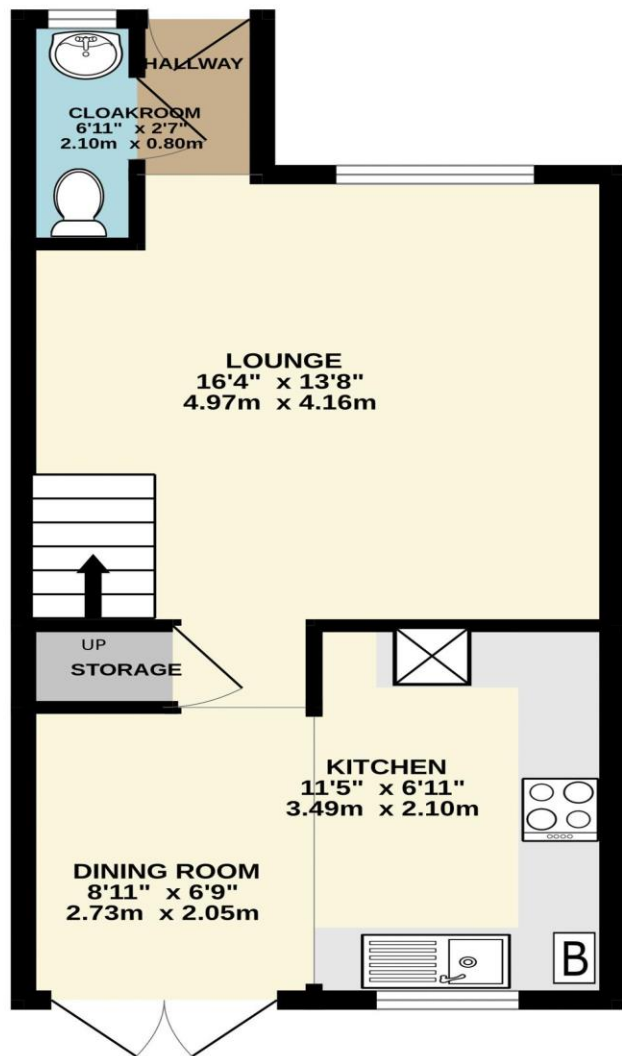 HALLWAY
CLOAKROOM
6'11" x 2'7"
2.10m x 0.80m
LOUNGE
16'4" x 13'8"
4.97m x 4.16m
UP
STORAGE
KITCHEN
11'5" x 6'11"
3.49m x 2.10m
DINING ROOM
8'11" x 6'9"
2.73m x 2.05m
B